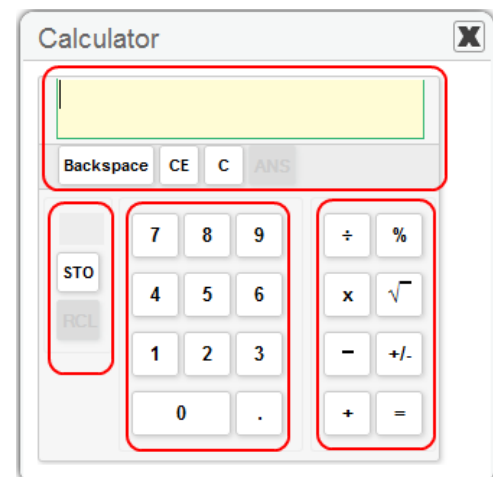 Calculator X
Backspace CE C ANS
7 8 9 ÷ %
STO
4 5 6 x √
RCL
1 2 3 − +/-
0 . + =